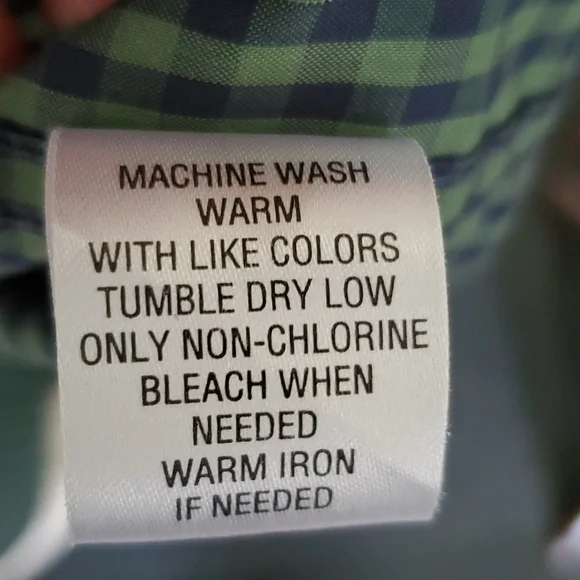 MACHINE WASH
WARM
WITH LIKE COLORS
TUMBLE DRY LOW
ONLY NON-CHLORINE
BLEACH WHEN
NEEDED
WARM IRON
IF NEEDED